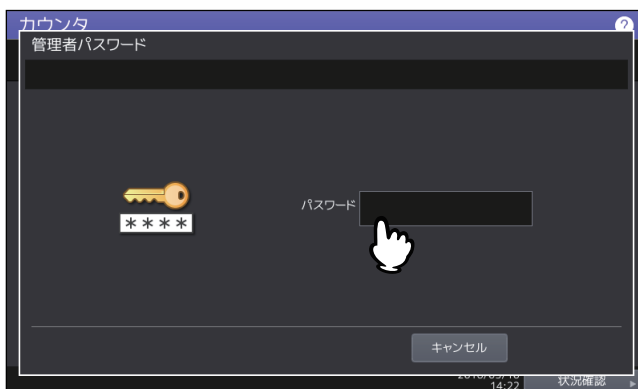 カウンタ
?
管理者パスワード
パスワード
****
キャンセル
14:22
状況確認